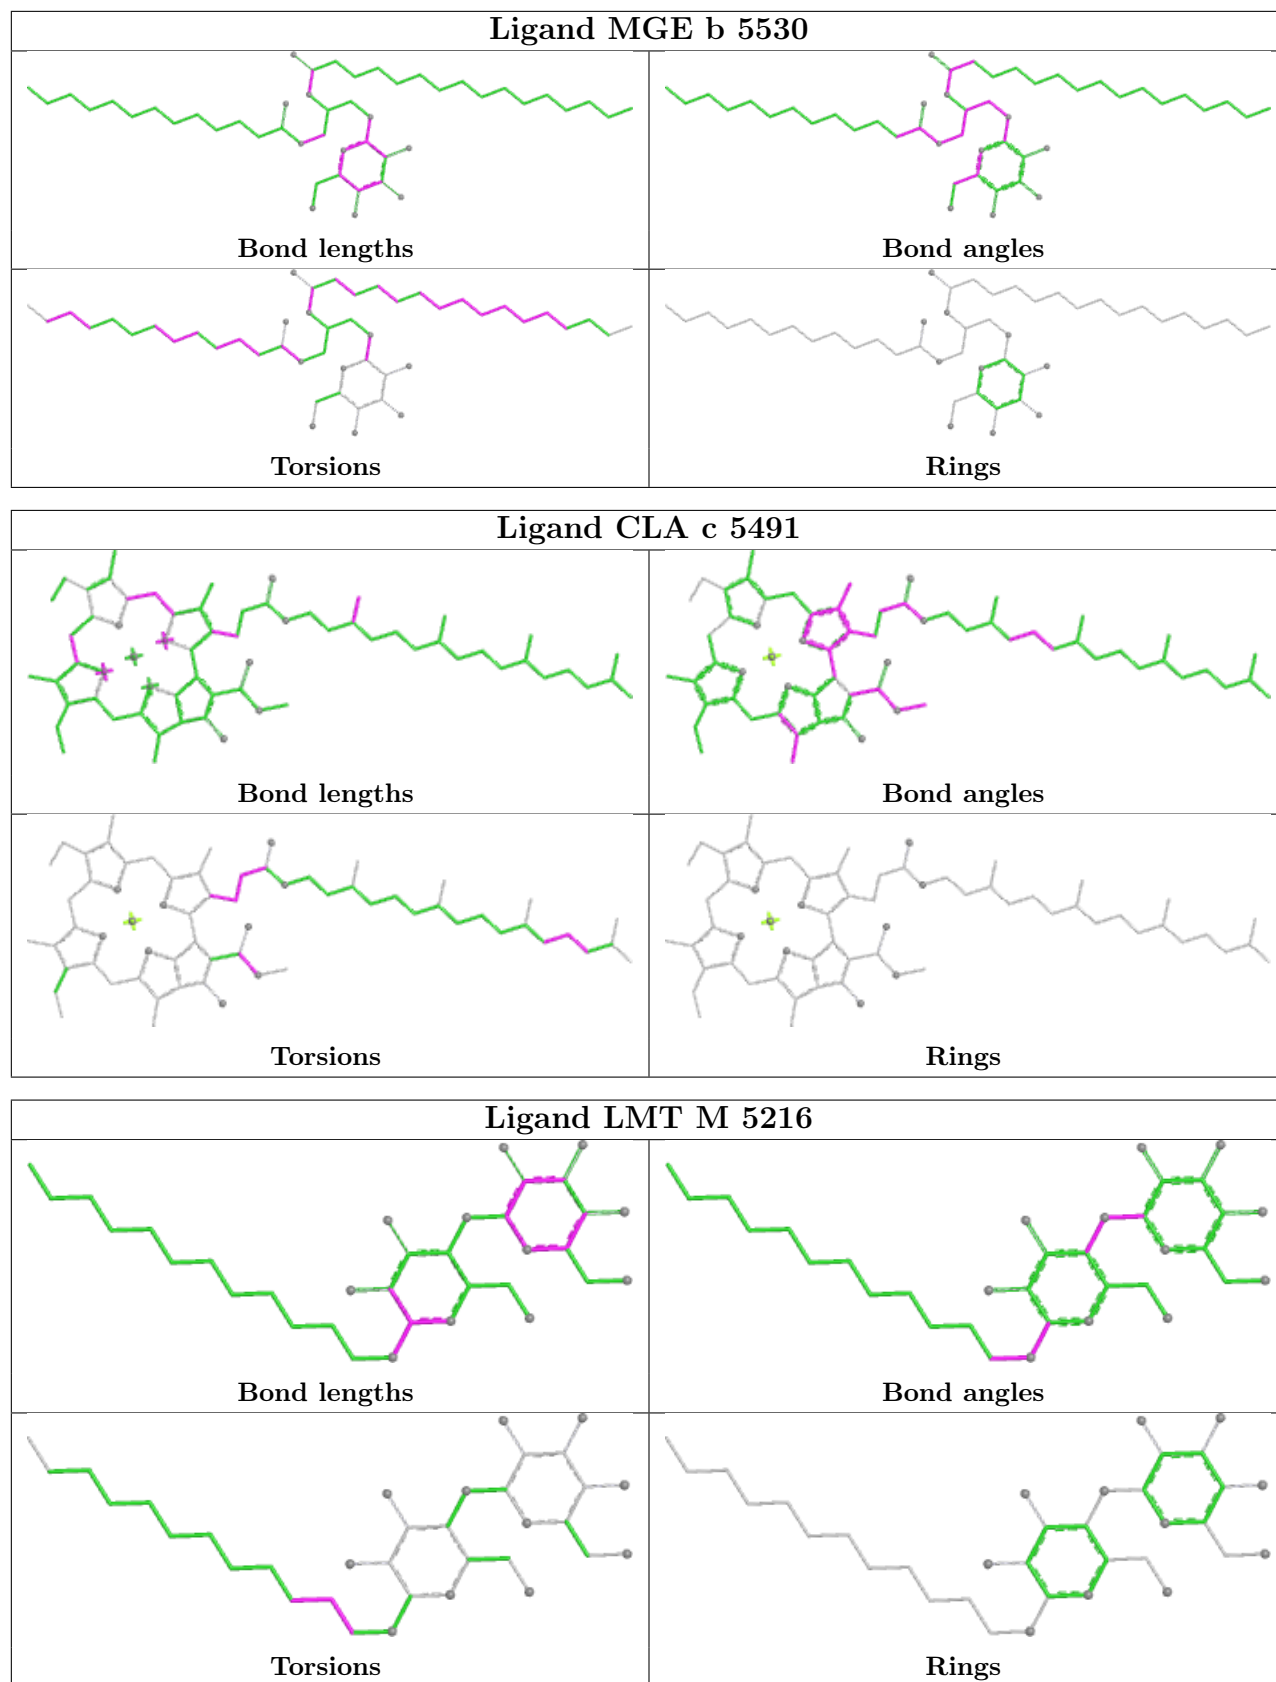 Ligand MGE b 5530
Bond lengths
Bond angles
Torsions
Rings
Ligand CLA c 5491
Bond lengths
Bond angles
Torsions
Rings
Ligand LMT M 5216
Bond lengths
Bond angles
Torsions
Rings